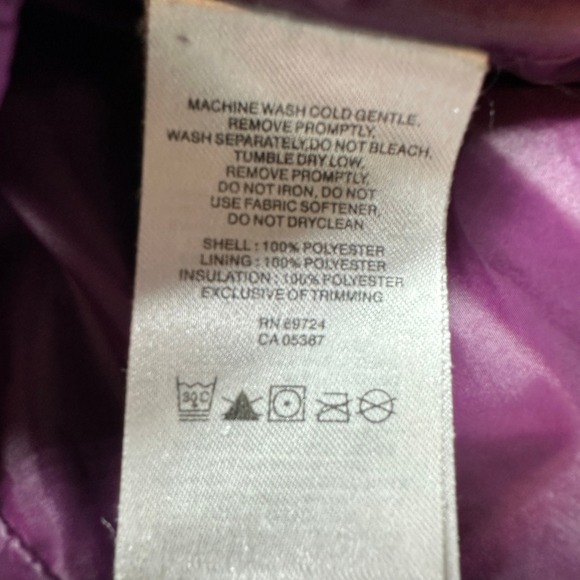 MACHINE WASH COLD GENTLE.
REMOVE PROMPTLY.
WASH SEPARATELY,DO NOT BLEACH.
TUMBLE DRY LOW.
REMOVE PROMPTLY,
DO NOT IRON, DO NOT
USE FABRIC SOFTENER,
DO NOT DRYCLEAN
SHELL : 100% POLYESTER
LINING : 100% POLYESTER
INSULATION : 100% POLYESTER
EXCLUSIVE OF TRIMMING
RN 69724
CA 05367
30 C